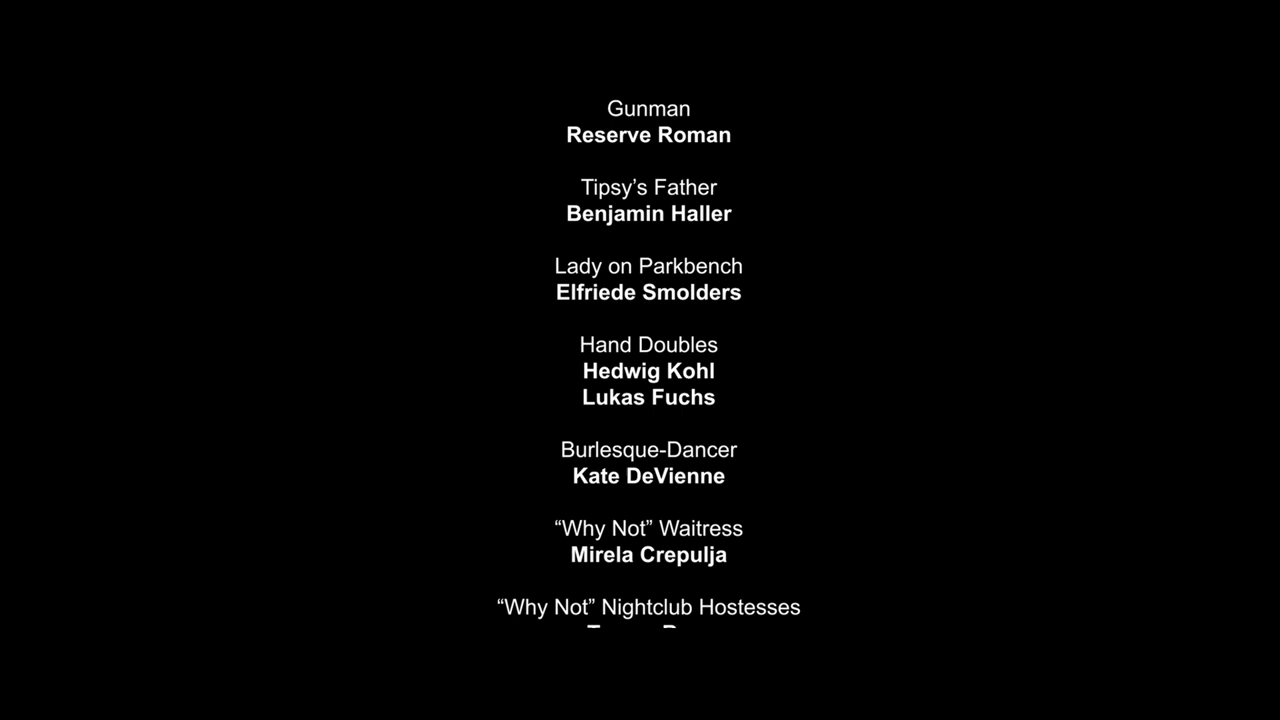 Gunman
Reserve Roman
Tipsy’s Father
Benjamin Haller
Lady on Parkbench
Elfriede Smolders
Hand Doubles
Hedwig Kohl
Lukas Fuchs
Burlesque-Dancer
Kate DeVienne
“Why Not” Waitress
Mirela Crepulja
“Why Not” Nightclub Hostesses